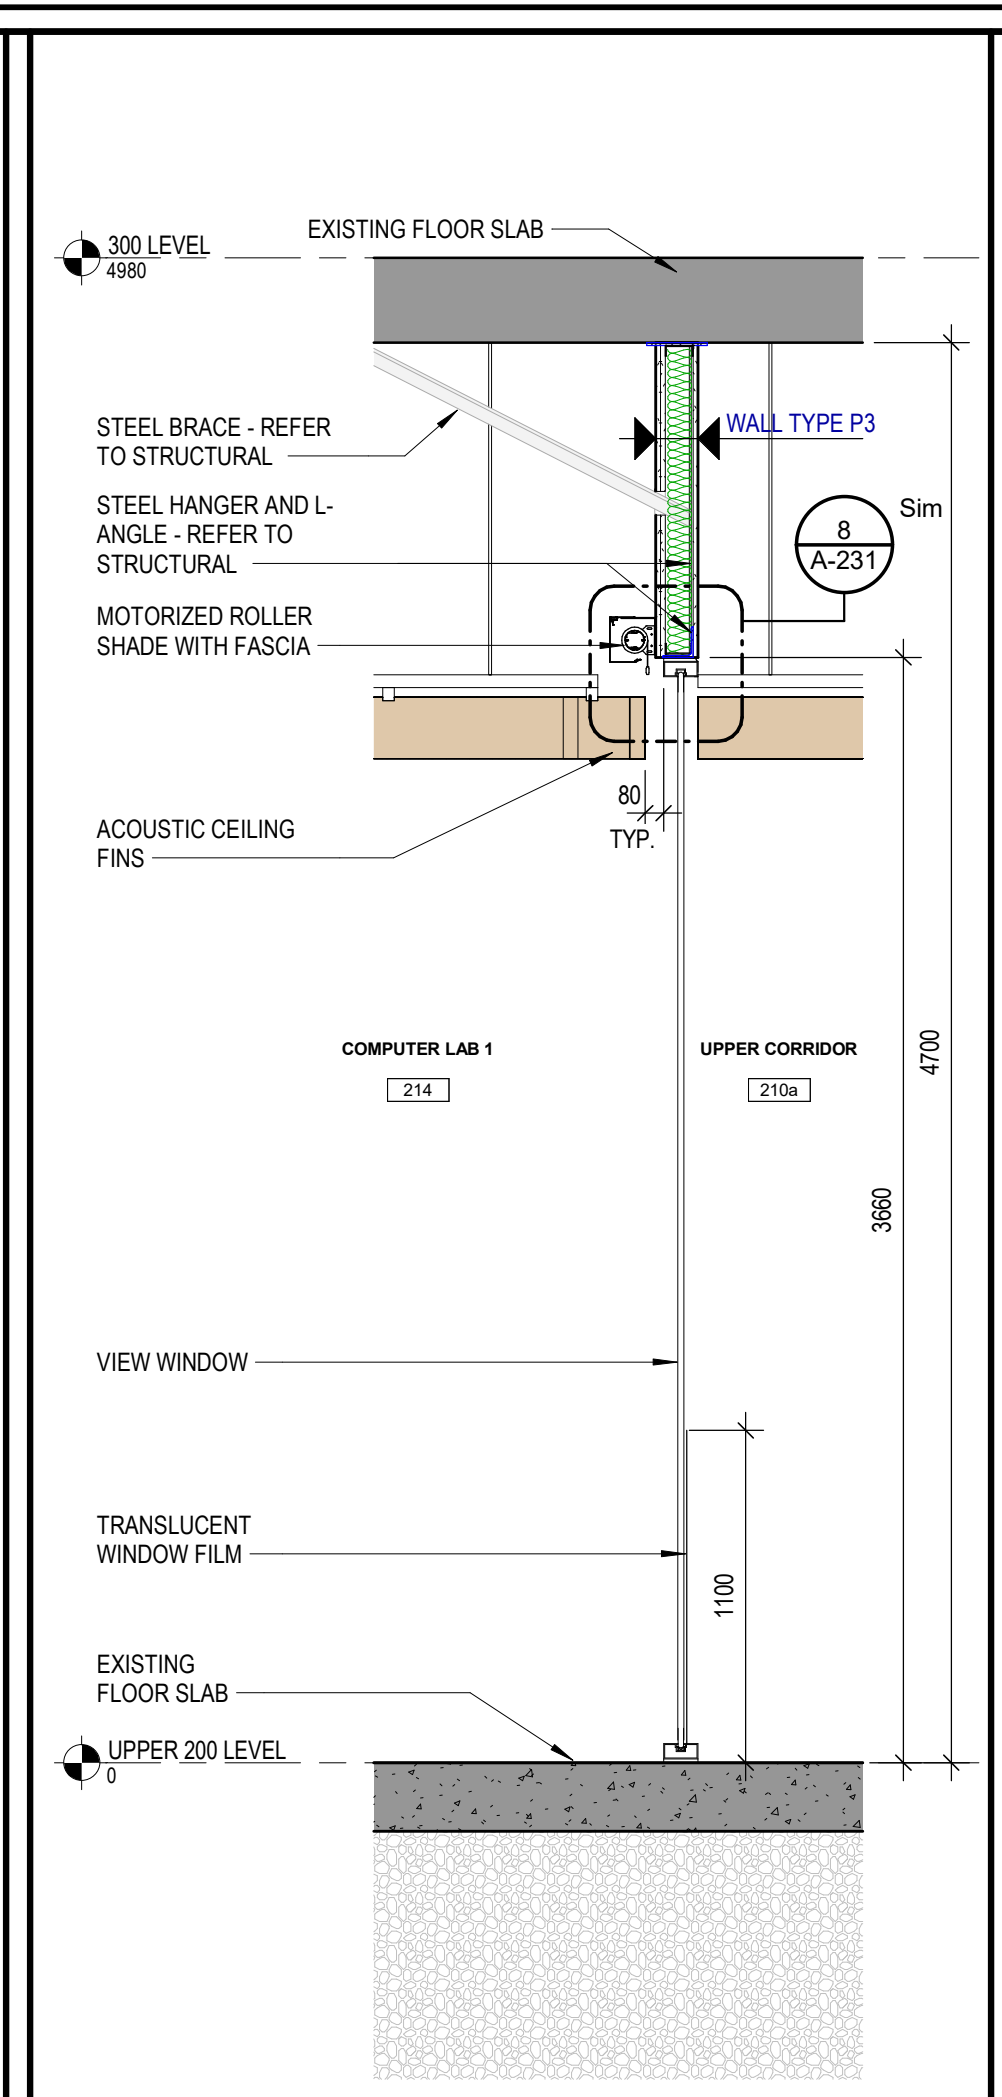 EXISTING FLOOR SLAB
300 LEVEL
4980
STEEL BRACE - REFER
TO STRUCTURAL
WALL TYPE P3
STEEL HANGER AND L-
ANGLE - REFER TO
STRUCTURAL
Sim
8
A-231
MOTORIZED ROLLER
SHADE WITH FASCIA
80
TYP.
ACOUSTIC CEILING
FINS
COMPUTER LAB 1
214
UPPER CORRIDOR
210a
4700
3660
VIEW WINDOW
TRANSLUCENT
WINDOW FILM
1100
EXISTING
FLOOR SLAB
UPPER 200 LEVEL
0